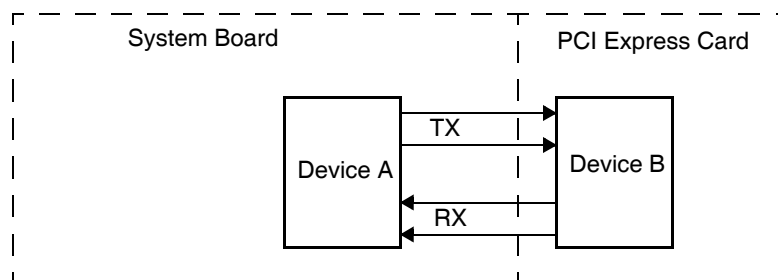 System Board
PCI Express Card
TX
Device A
Device B
RX